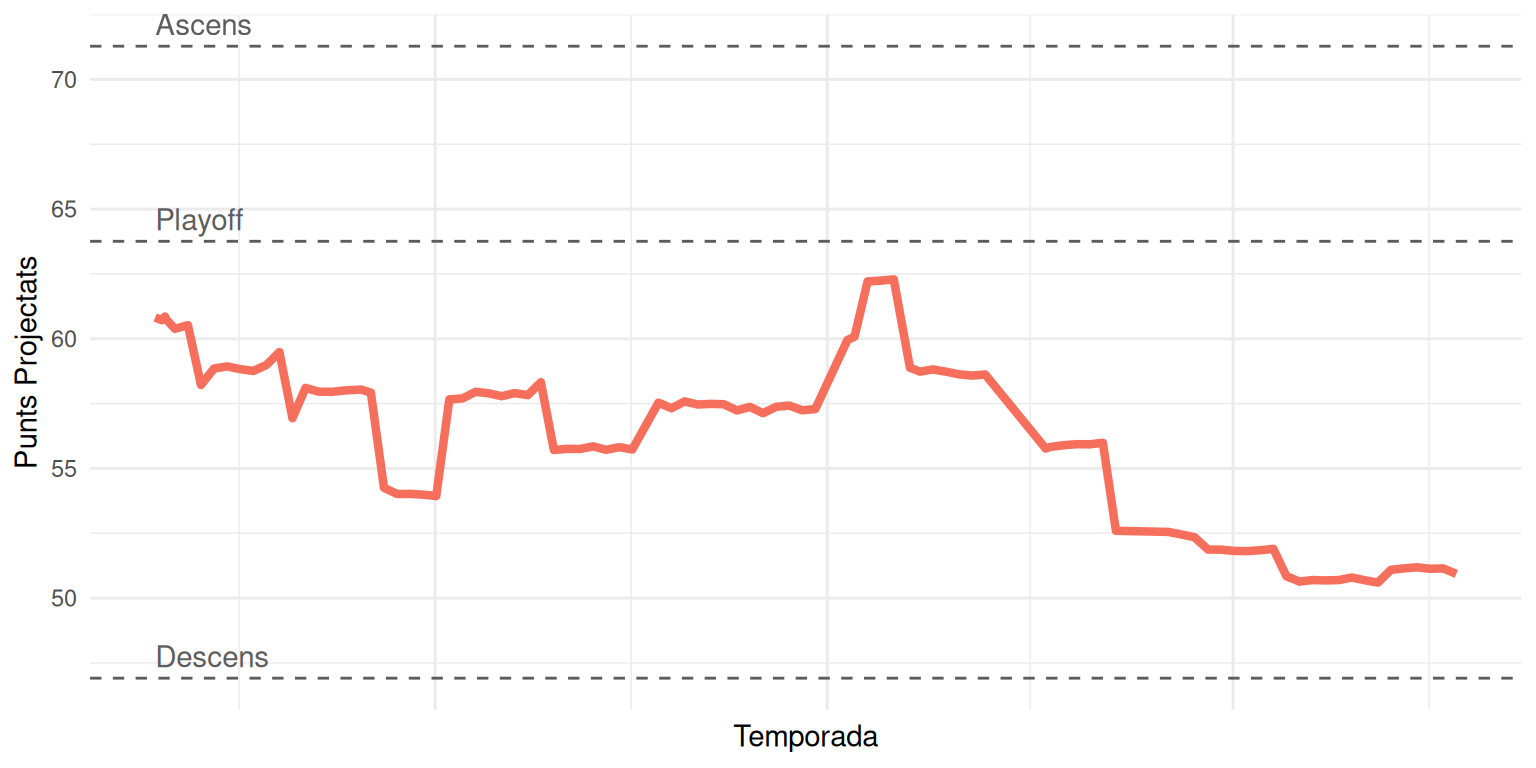 Ascens
70
65
Playoff
Punts Projectats
60
55
50
Descens
Temporada